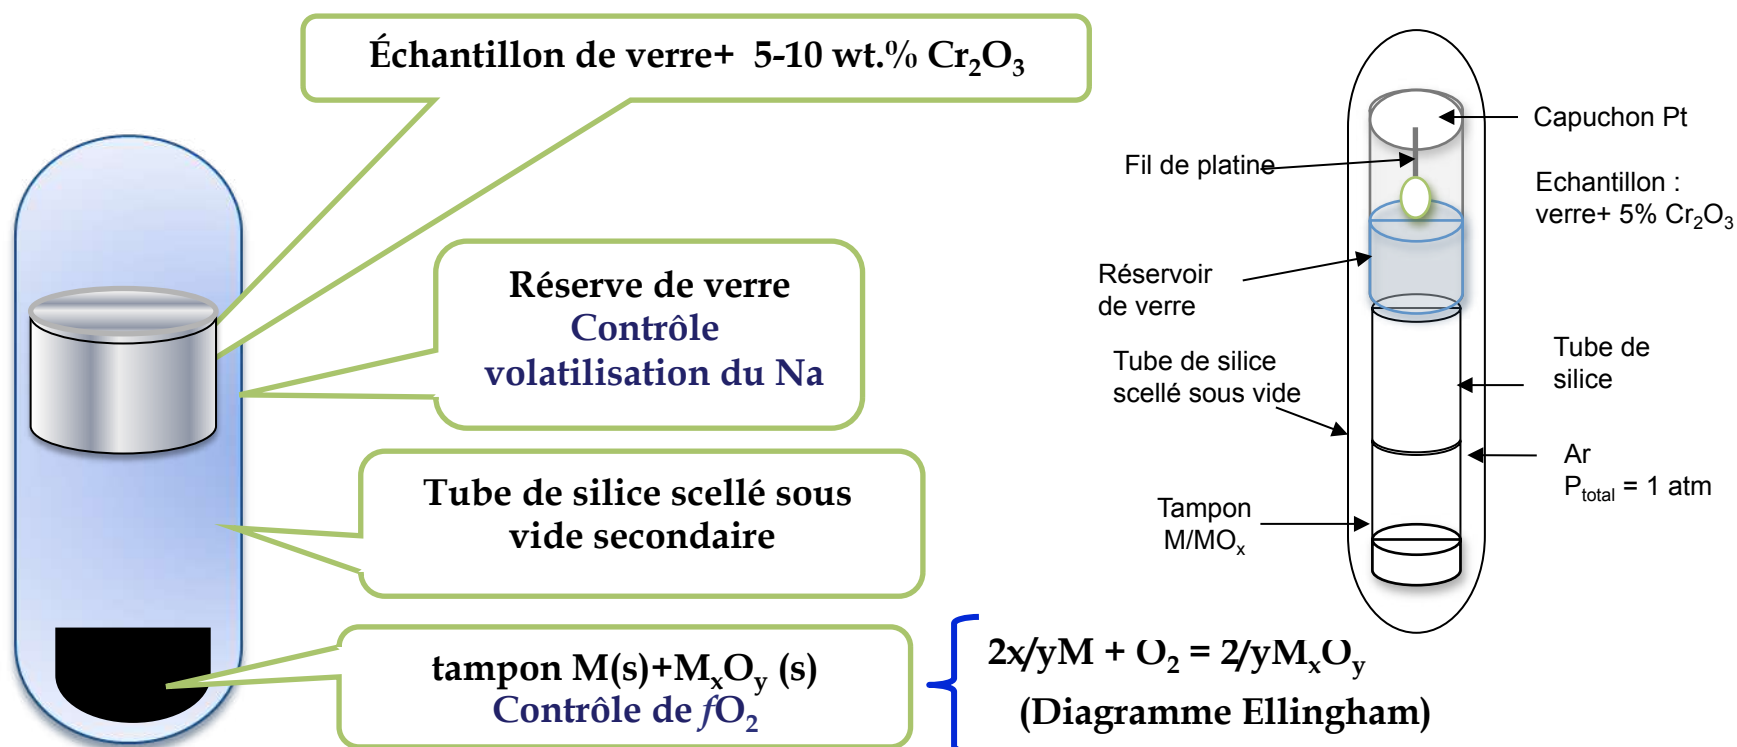 Échantillon de verre+ 5-10 wt.% Cr₂O₃
Réserve de verre
Contrôle
volatilisation du Na
Tube de silice scellé sous
vide secondaire
tampon M(s)+MₓOᵧ (s)
Contrôle de fO₂
2x/yM + O₂ = 2/yMₓOᵧ
(Diagramme Ellingham)
Capuchon Pt
Fil de platine
Echantillon :
verre+ 5% Cr₂O₃
Réservoir
de verre
Tube de silice
scellé sous vide
Tube de
silice
Ar
Pₜₒₜₐₗ = 1 atm
Tampon
M/MOₓ